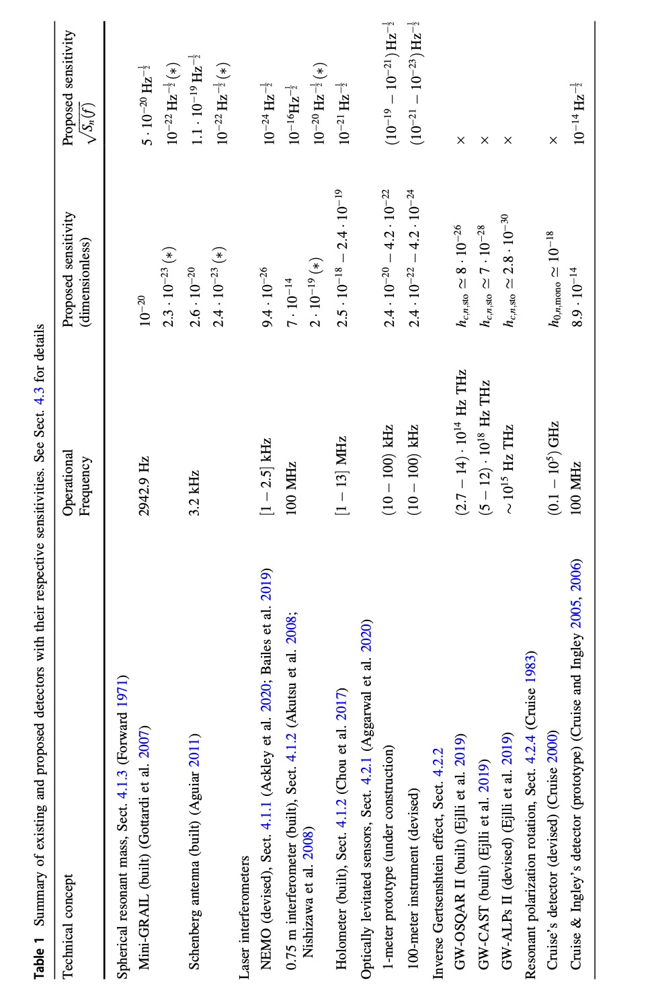 Table 1 Summary of existing and proposed detectors with their respective sensitivities. See Sect. 4.3 for details
Technical concept Operational Frequency Proposed sensitivity (dimensionless) Proposed sensitivity √Sₙ(f)
Spherical resonant mass, Sect. 4.1.3 (Forward 1971)
Mini-GRAIL (built) (Gottardi et al. 2007) 2942.9 Hz 10⁻²⁰ 5 · 10⁻²⁰ Hz^{-1/2}
2.3 · 10⁻²³ (∗) 10⁻²² Hz^{-1/2} (∗)
Schenberg antenna (built) (Aguiar 2011) 3.2 kHz 2.6 · 10⁻²⁰ 1.1 · 10⁻¹⁹ Hz^{-1/2}
2.4 · 10⁻²³ (∗) 10⁻²² Hz^{-1/2} (∗)
Laser interferometers
NEMO (devised), Sect. 4.1.1 (Ackley et al. 2020; Bailes et al. 2019) [1 − 2.5] kHz 9.4 · 10⁻²⁶ 10⁻²⁴ Hz^{-1/2}
0.75 m interferometer (built), Sect. 4.1.2 (Akutsu et al. 2008; 100 MHz 7 · 10⁻¹⁴ 10⁻¹⁶Hz^{-1/2}
Nishizawa et al. 2008) 2 · 10⁻¹⁹ (∗) 10⁻²⁰ Hz^{-1/2} (∗)
Holometer (built), Sect. 4.1.2 (Chou et al. 2017) [1 − 13] MHz 2.5 · 10⁻¹⁸ − 2.4 · 10⁻¹⁹ 10⁻²¹ Hz^{-1/2}
Optically levitated sensors, Sect. 4.2.1 (Aggarwal et al. 2020)
1-meter prototype (under construction) (10 − 100) kHz 2.4 · 10⁻²⁰ − 4.2 · 10⁻²² (10⁻¹⁹ − 10⁻²¹) Hz^{-1/2}
100-meter instrument (devised) (10 − 100) kHz 2.4 · 10⁻²² − 4.2 · 10⁻²⁴ (10⁻²¹ − 10⁻²³) Hz^{-1/2}
Inverse Gertsenshtein effect, Sect. 4.2.2
GW-OSQAR II (built) (Ejlli et al. 2019) (2.7 − 14) · 10¹⁴ Hz THz h_{c,n,sto} ≃ 8 · 10⁻²⁶ ×
GW-CAST (built) (Ejlli et al. 2019) (5 − 12) · 10¹⁸ Hz THz h_{c,n,sto} ≃ 7 · 10⁻²⁸ ×
GW-ALPs II (devised) (Ejlli et al. 2019) ~ 10¹⁵ Hz THz h_{c,n,sto} ≃ 2.8 · 10⁻³⁰ ×
Resonant polarization rotation, Sect. 4.2.4 (Cruise 1983)
Cruise's detector (devised) (Cruise 2000) (0.1 − 10⁵) GHz h_{0,n,mono} ≃ 10⁻¹⁸ ×
Cruise & Ingley's detector (prototype) (Cruise and Ingley 2005, 2006) 100 MHz 8.9 · 10⁻¹⁴ 10⁻¹⁴ Hz^{-1/2}